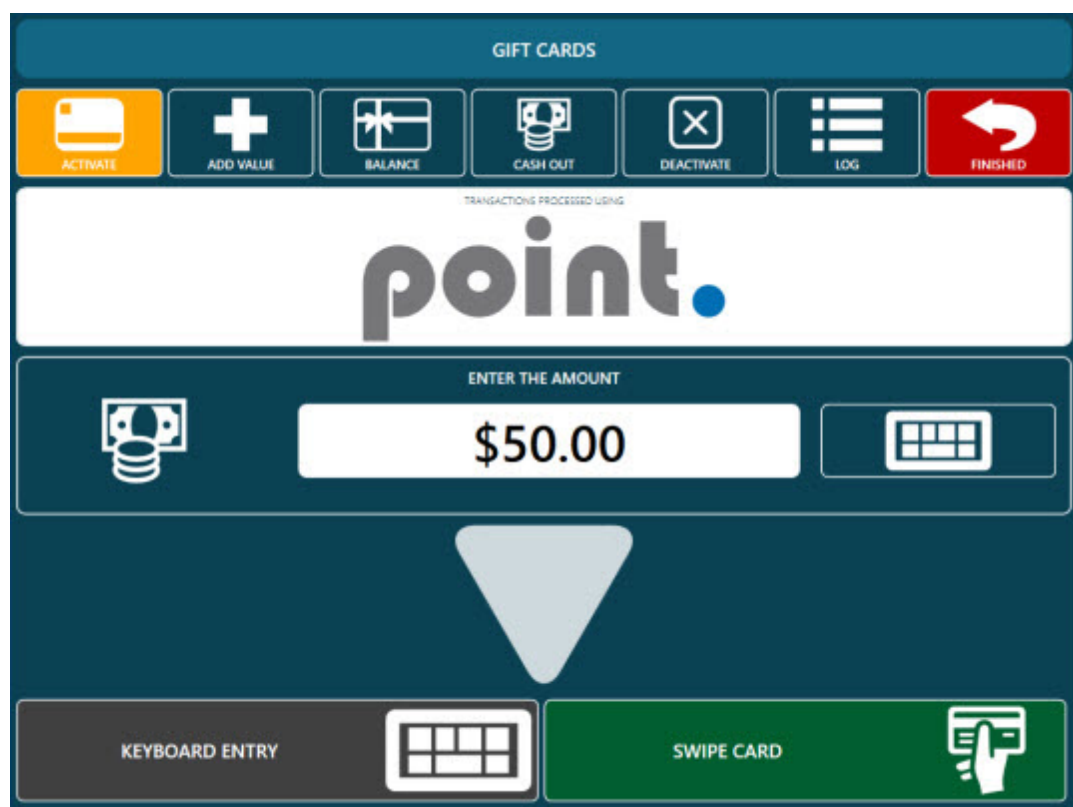 GIFT CARDS
ACTIVATE ADD VALUE BALANCE CASH OUT DEACTIVATE LOG FINISHED
TRANSACTIONS PROCESSED USING
point.
ENTER THE AMOUNT
$50.00
KEYBOARD ENTRY SWIPE CARD